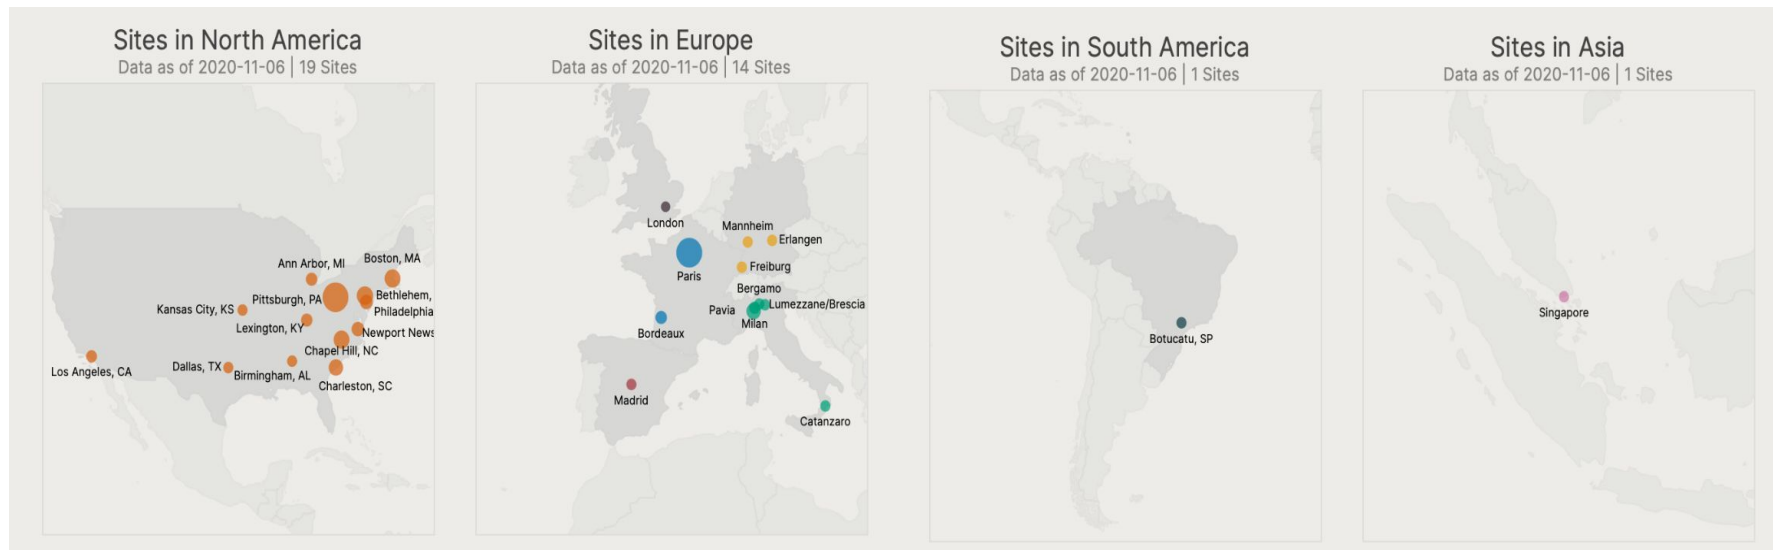 Sites in North America
Data as of 2020-11-06 | 19 Sites
Boston, MA
Ann Arbor, MI
Pittsburgh, PA
Bethlehem,
Kansas City, KS
Philadelphia
Lexington, KY
Newport News
Chapel Hill, NC
Los Angeles, CA
Dallas, TX
Birmingham, AL
Charleston, SC
Sites in Europe
Data as of 2020-11-06 | 14 Sites
London
Mannheim
Erlangen
Paris
Freiburg
Bergamo
Lumezzane/Brescia
Pavia
Milan
Bordeaux
Madrid
Catanzaro
Sites in South America
Data as of 2020-11-06 | 1 Sites
Botucatu, SP
Sites in Asia
Data as of 2020-11-06 | 1 Sites
Singapore